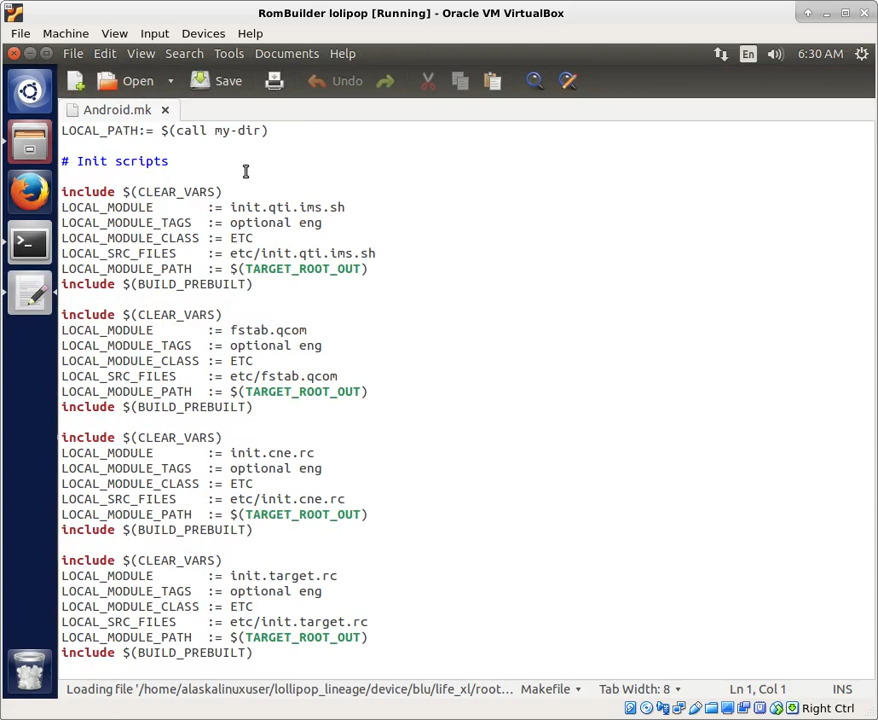 RomBuilder lolipop [Running] - Oracle VM VirtualBox
File Machine View Input Devices Help
File Edit View Search Tools Documents Help En 6:30 AM
Open Save Undo
Android.mk
LOCAL_PATH:= $(call my-dir)
# Init scripts
include $(CLEAR_VARS)
LOCAL_MODULE := init.qti.ims.sh
LOCAL_MODULE_TAGS := optional eng
LOCAL_MODULE_CLASS := ETC
LOCAL_SRC_FILES := etc/init.qti.ims.sh
LOCAL_MODULE_PATH := $(TARGET_ROOT_OUT)
include $(BUILD_PREBUILT)
include $(CLEAR_VARS)
LOCAL_MODULE := fstab.qcom
LOCAL_MODULE_TAGS := optional eng
LOCAL_MODULE_CLASS := ETC
LOCAL_SRC_FILES := etc/fstab.qcom
LOCAL_MODULE_PATH := $(TARGET_ROOT_OUT)
include $(BUILD_PREBUILT)
include $(CLEAR_VARS)
LOCAL_MODULE := init.cne.rc
LOCAL_MODULE_TAGS := optional eng
LOCAL_MODULE_CLASS := ETC
LOCAL_SRC_FILES := etc/init.cne.rc
LOCAL_MODULE_PATH := $(TARGET_ROOT_OUT)
include $(BUILD_PREBUILT)
include $(CLEAR_VARS)
LOCAL_MODULE := init.target.rc
LOCAL_MODULE_TAGS := optional eng
LOCAL_MODULE_CLASS := ETC
LOCAL_SRC_FILES := etc/init.target.rc
LOCAL_MODULE_PATH := $(TARGET_ROOT_OUT)
include $(BUILD_PREBUILT)
Loading file '/home/alaskalinuxuser/lollipop_lineage/device/blu/life_xl/root... Makefile Tab Width: 8 Ln 1, Col 1 INS
Right Ctrl